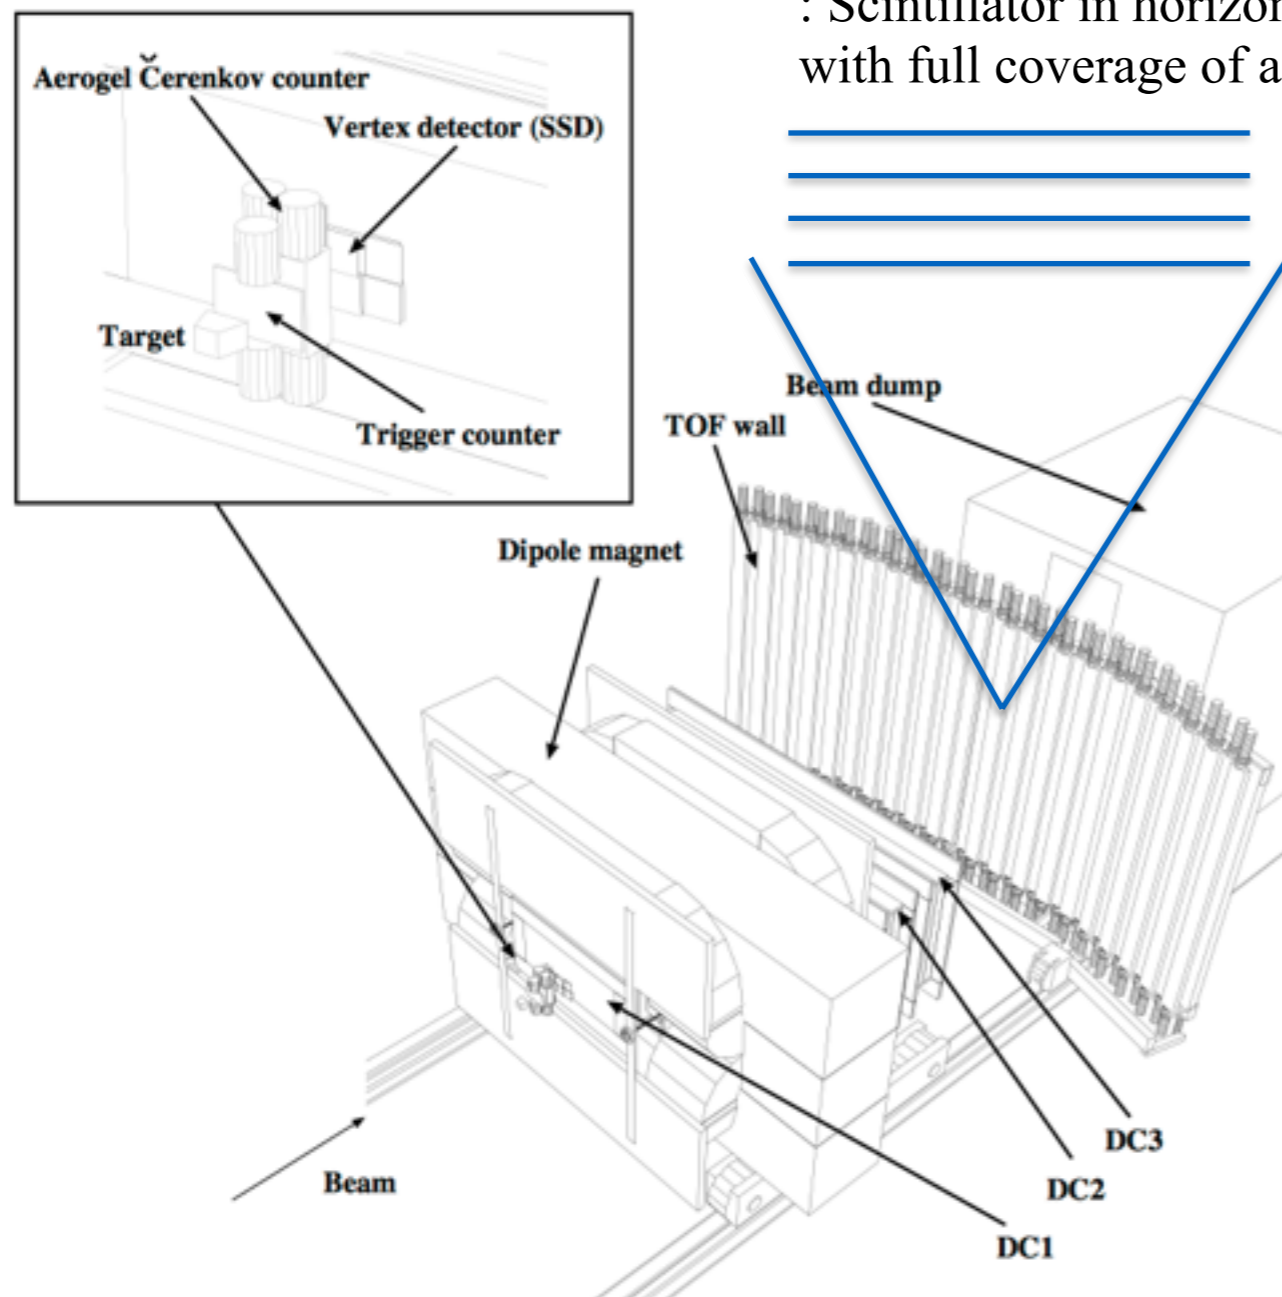 : Scintillator in horizon
with full coverage of a
Aerogel Čerenkov counter
Vertex detector (SSD)
Target
Trigger counter
Beam dump
TOF wall
Dipole magnet
DC3
Beam
DC2
DC1